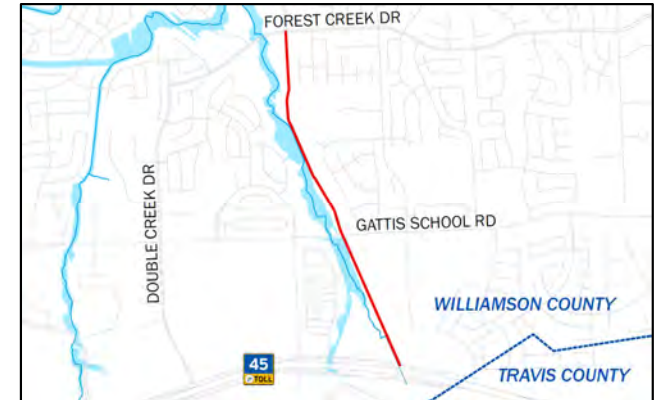 FOREST CREEK DR
DOUBLE CREEK DR
GATTIS SCHOOL RD
WILLIAMSON COUNTY
45
TOLL
TRAVIS COUNTY